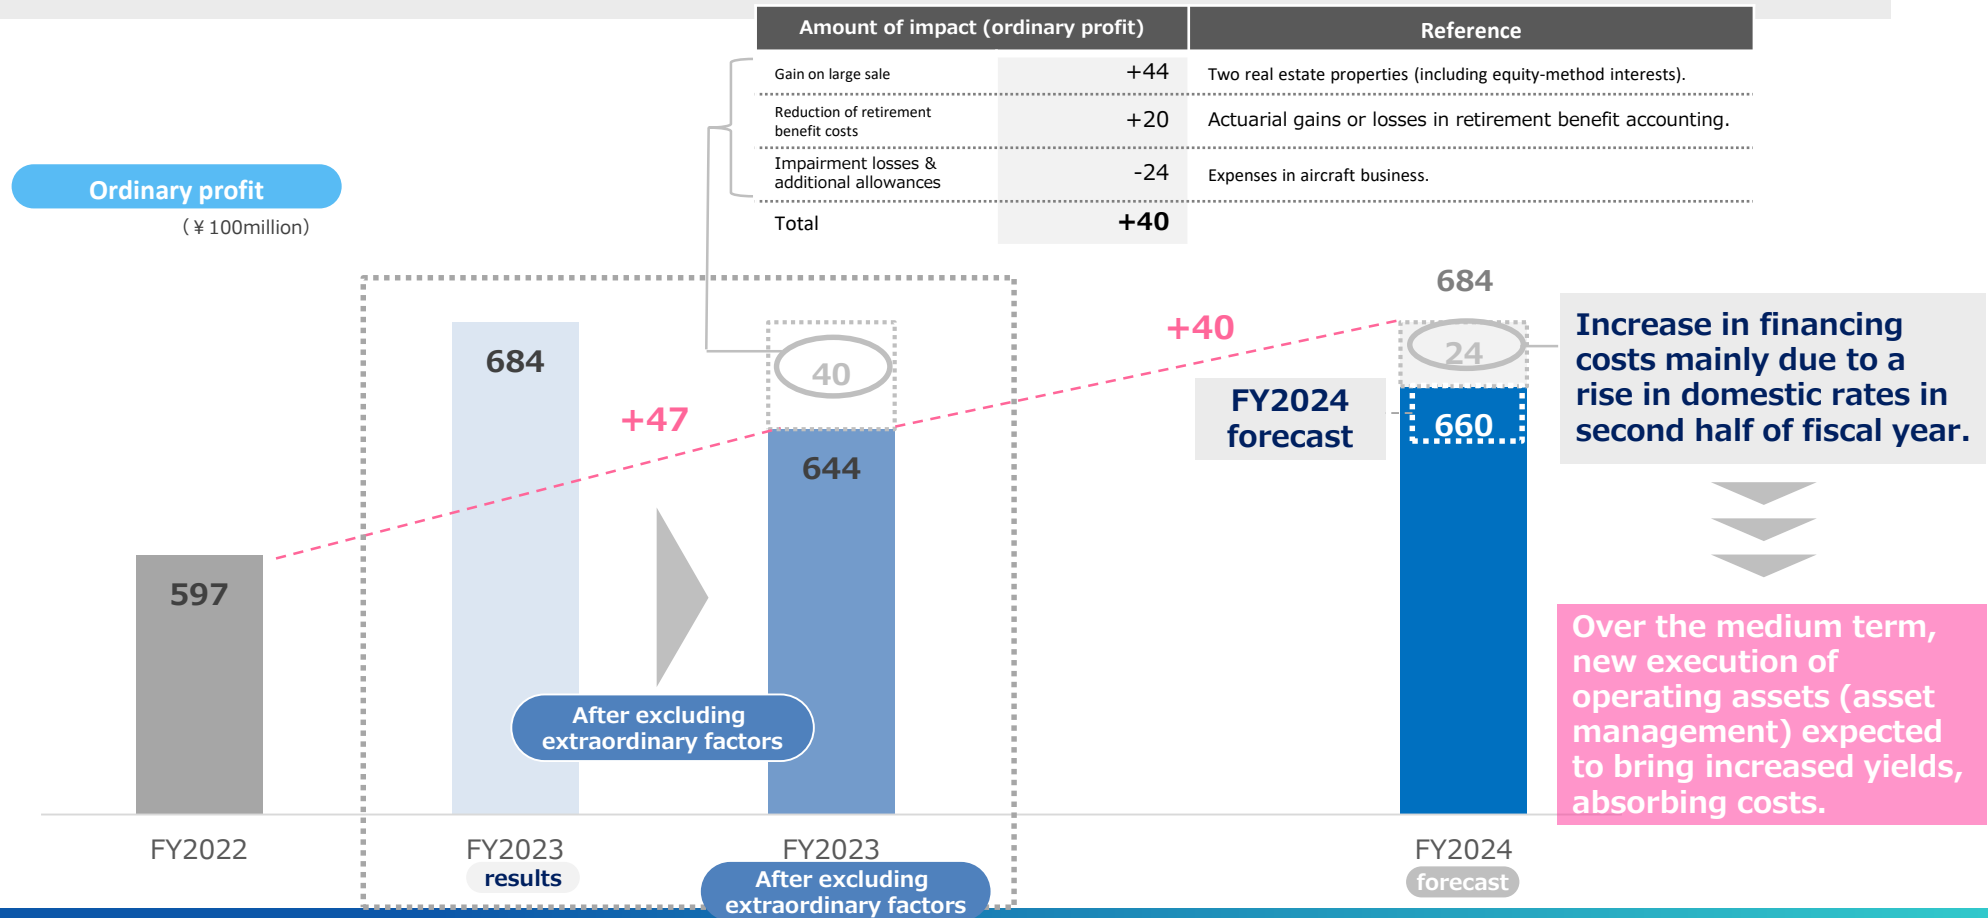 Amount of impact (ordinary profit)
Reference
Gain on large sale
+44
Two real estate properties (including equity-method interests).
Reduction of retirement
benefit costs
+20
Actuarial gains or losses in retirement benefit accounting.
Impairment losses &
additional allowances
-24
Expenses in aircraft business.
Total
+40
Ordinary profit
(¥100million)
597
684
+47
40
644
+40
684
24
660
FY2024
forecast
Increase in financing
costs mainly due to a
rise in domestic rates in
second half of fiscal year.
After excluding
extraordinary factors
Over the medium term,
new execution of
operating assets (asset
management) expected
to bring increased yields,
absorbing costs.
FY2022
FY2023
results
FY2023
After excluding
extraordinary factors
FY2024
forecast